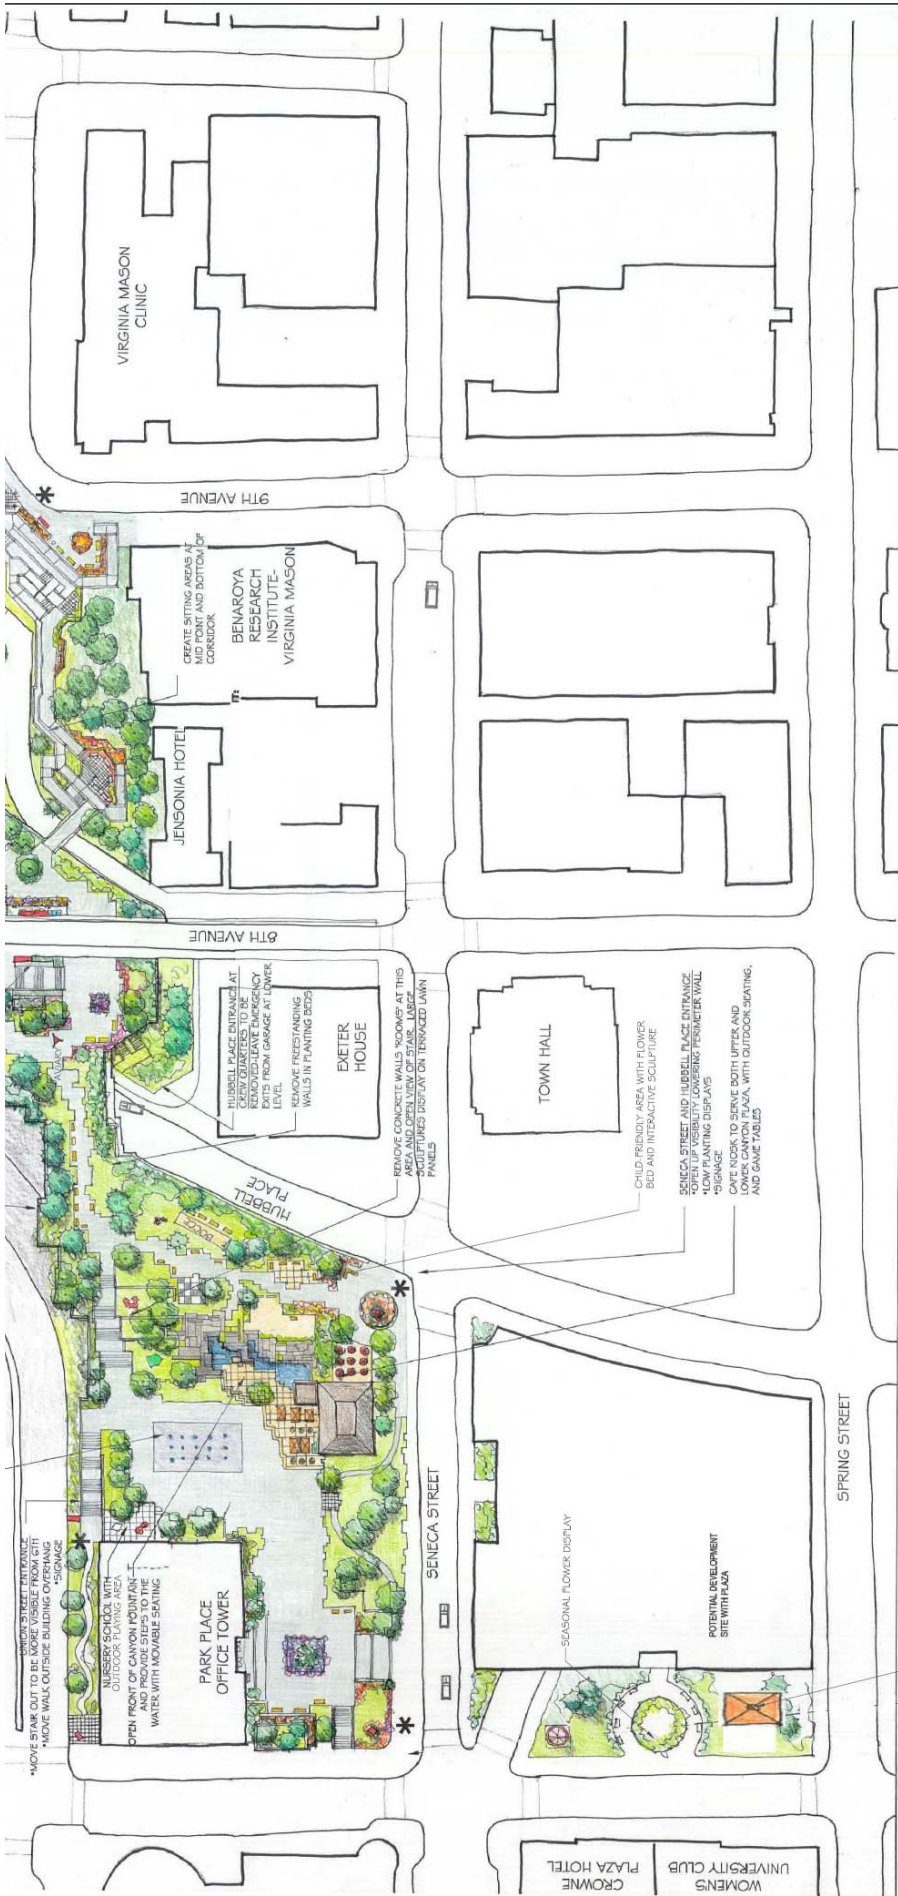 VIRGINIA MASON
CLINIC
9TH AVENUE
CREATE SITTING AREAS AT
MID POINT AND BOTTOM OF
CORRIDOR
BENAROYA
RESEARCH
INSTITUTE-
VIRGINIA MASON
JENSONIA HOTEL
8TH AVENUE
AVIARY
HUBBELL PLACE ENTRANCE AT
CREW QUARTERS TO BE
REMOVED-LEAVE EMERGENCY
EXITS FROM GARAGE AT LOWER
LEVEL
REMOVE FREESTANDING
WALLS IN PLANTING BEDS
EXETER
HOUSE
REMOVE CONCRETE WALLS "ROOMS" AT THIS
AREA AND OPEN VIEW OF STAIR. LARGE
SCULPTURES DISPLAY ON TERRACED LAWN
PANELS
TOWN HALL
HUBBELL
PLACE
BOCCE
CHILD-FRIENDLY AREA WITH FLOWER
BED AND INTERACTIVE SCULPTURE
SENECA STREET AND HUBBELL PLACE ENTRANCE
*OPEN UP VISIBILITY LOWERING PERIMETER WALL
*LOW PLANTING DISPLAYS
*SIGNAGE
CAFE KIOSK TO SERVE BOTH UPPER AND
LOWER CANYON PLAZA, WITH OUTDOOR SEATING,
AND GAME TABLES
UNION STREET ENTRANCE
*MOVE STAIR OUT TO BE MORE VISIBLE FROM 6TH
*MOVE WALK OUTSIDE BUILDING OVERHANG
*SIGNAGE
NURSERY SCHOOL WITH
OUTDOOR PLAYING AREA
OPEN FRONT OF CANYON FOUNTAIN
AND PROVIDE STEPS TO THE
WATER WITH MOVABLE SEATING
PARK PLACE
OFFICE TOWER
SENECA STREET
SPRING STREET
SEASONAL FLOWER DISPLAY
POTENTIAL DEVELOPMENT
SITE WITH PLAZA
CROWNE
PLAZA HOTEL
WOMEN'S
UNIVERSITY CLUB